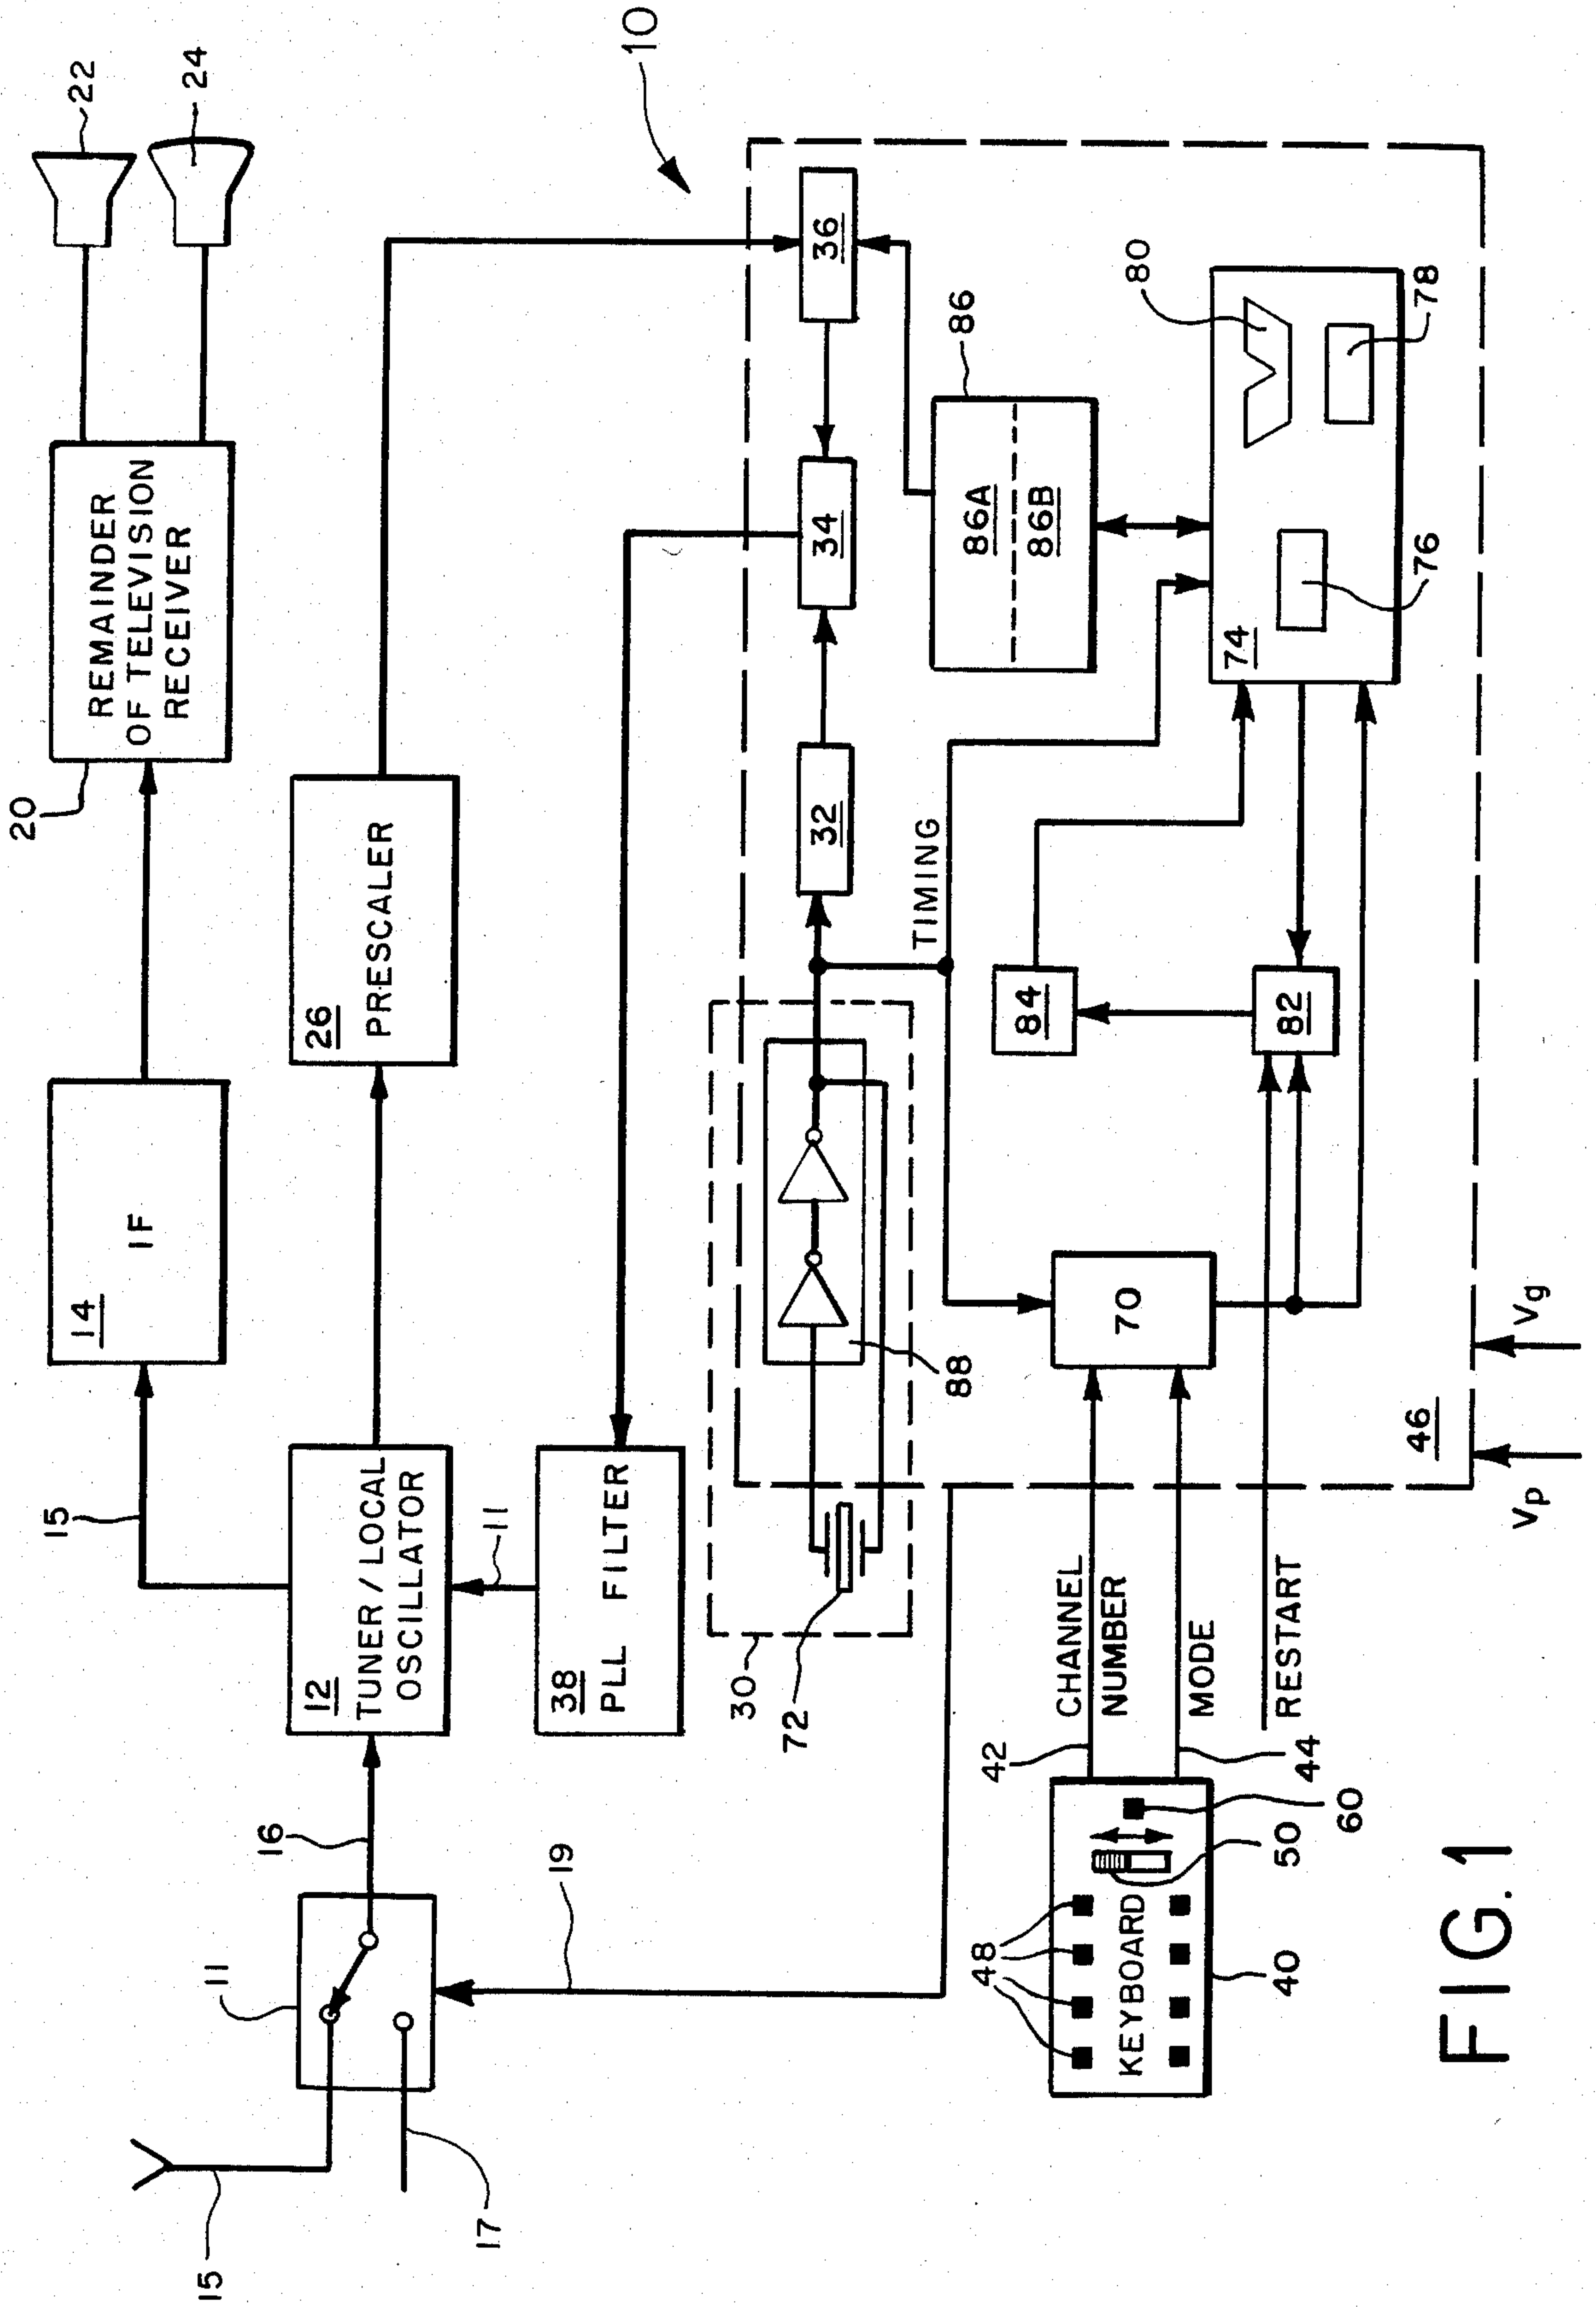 22
24
10
20
REMAINDER
OF TELEVISION
RECEIVER
14
IF
15
26
PRESCALER
12
TUNER / LOCAL
OSCILLATOR
11
38
PLL FILTER
16
11
19
15
17
36
34
32
TIMING
30
72
88
86
86A
86B
80
78
76
74
84
82
70
46
Vg
Vp
CHANNEL
NUMBER
MODE
RESTART
42
44
60
50
48
KEYBOARD
40
FIG. 1